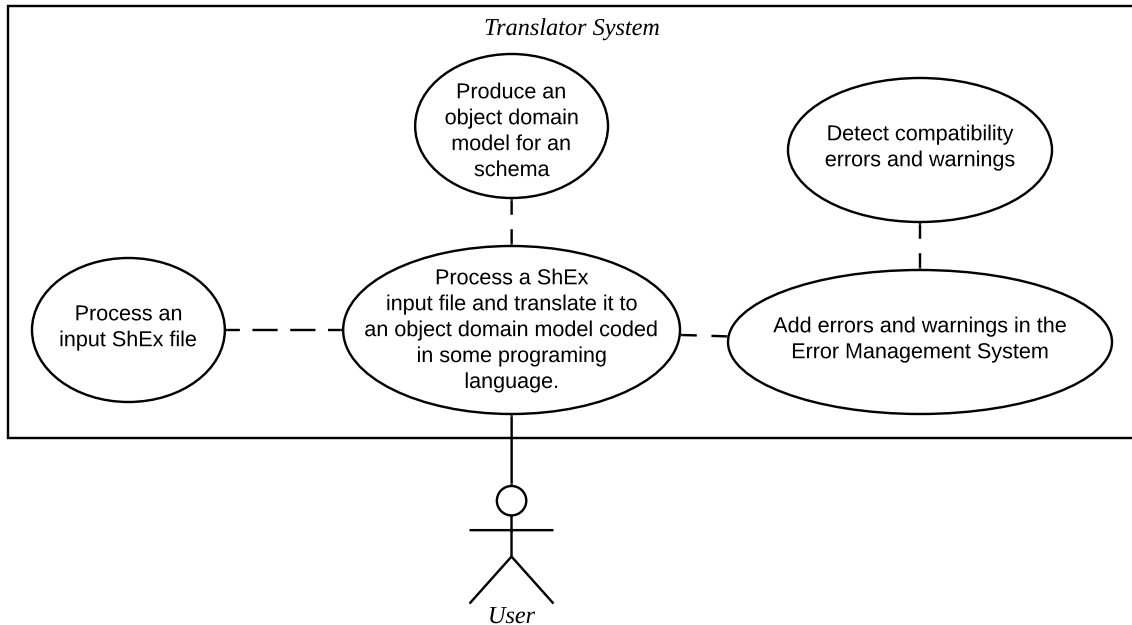 Translator System
Produce an
object domain
model for an
schema
Detect compatibility
errors and warnings
Process an
input ShEx file
Process a ShEx
input file and translate it to
an object domain model coded
in some programing
language.
Add errors and warnings in the
Error Management System
User